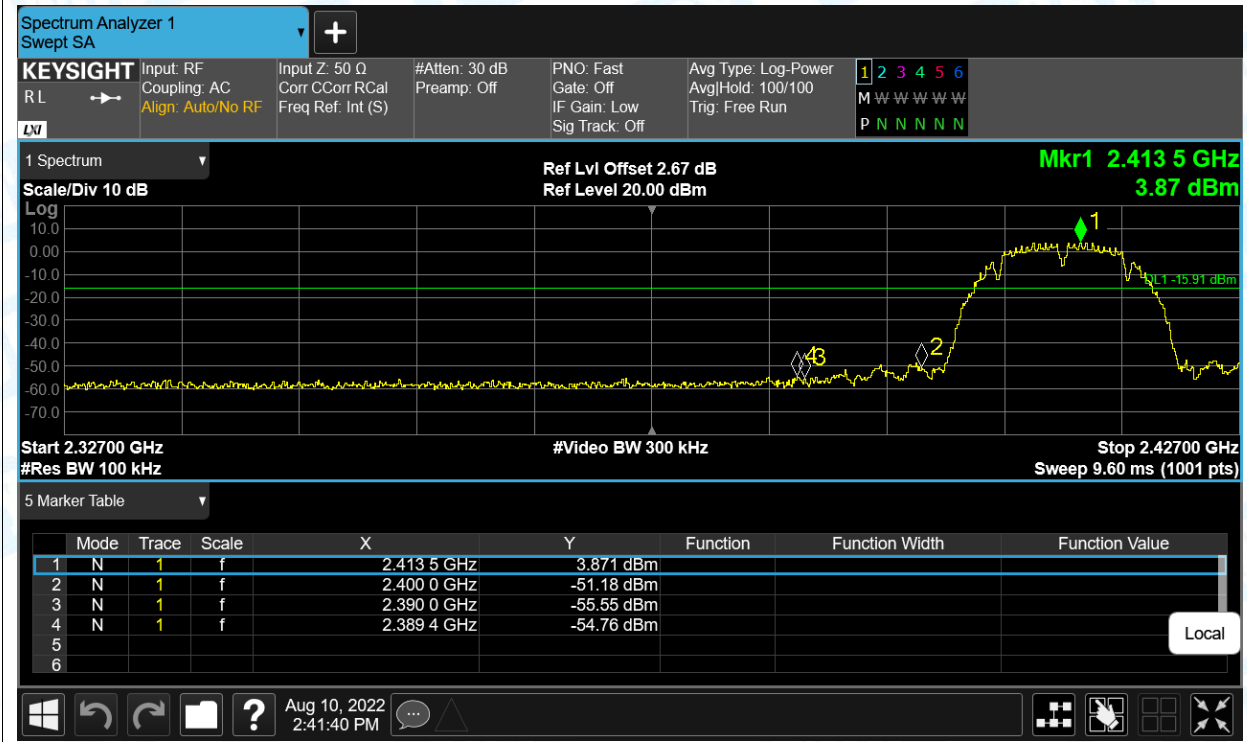 Spectrum Analyzer 1
Swept SA
+
KEYSIGHT
R L
LXI
Input: RF
Coupling: AC
Align: Auto/No RF
Input Z: 50 Ω
Corr CCorr RCal
Freq Ref: Int (S)
#Atten: 30 dB
Preamp: Off
PNO: Fast
Gate: Off
IF Gain: Low
Sig Track: Off
Avg Type: Log-Power
Avg|Hold: 100/100
Trig: Free Run
1 2 3 4 5 6
M W W W W W W
P N N N N N N
1 Spectrum
Scale/Div 10 dB
Ref Lvl Offset 2.67 dB
Ref Level 20.00 dBm
Mkr1 2.413 5 GHz
3.87 dBm
Log
10.0
0.00
-10.0
-20.0
-30.0
-40.0
-50.0
-60.0
-70.0
1
DL1 -15.91 dBm
2
43
Start 2.32700 GHz
#Res BW 100 kHz
#Video BW 300 kHz
Stop 2.42700 GHz
Sweep 9.60 ms (1001 pts)
5 Marker Table
Mode Trace Scale X Y Function Function Width Function Value
1 N 1 f 2.413 5 GHz 3.871 dBm
2 N 1 f 2.400 0 GHz -51.18 dBm
3 N 1 f 2.390 0 GHz -55.55 dBm
4 N 1 f 2.389 4 GHz -54.76 dBm
5
6
Local
?
Aug 10, 2022
2:41:40 PM